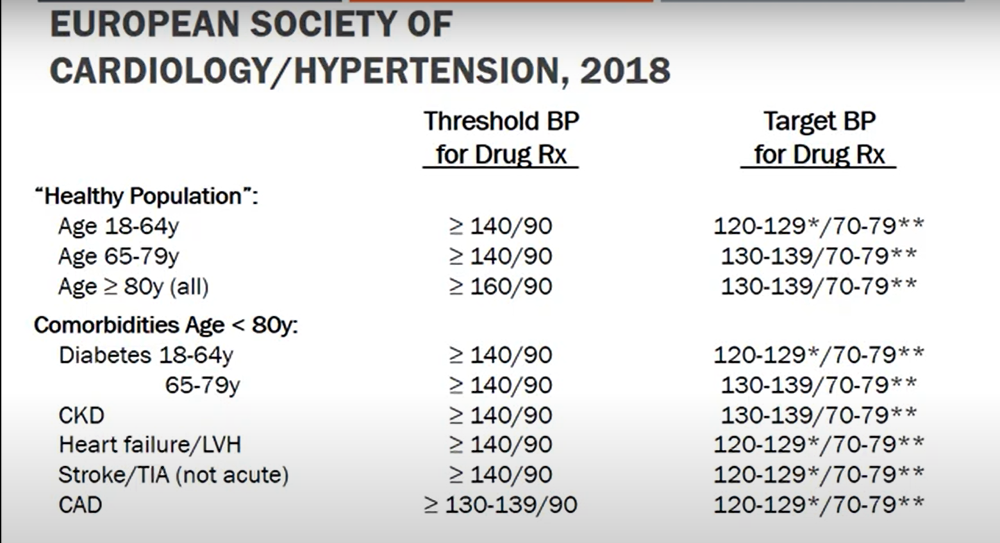 EUROPEAN SOCIETY OF
CARDIOLOGY/HYPERTENSION, 2018
Threshold BP Target BP
for Drug Rx for Drug Rx
“Healthy Population”:
Age 18-64y ≥ 140/90 120-129*/70-79**
Age 65-79y ≥ 140/90 130-139/70-79**
Age ≥ 80y (all) ≥ 160/90 130-139/70-79**
Comorbidities Age < 80y:
Diabetes 18-64y ≥ 140/90 120-129*/70-79**
65-79y ≥ 140/90 130-139/70-79**
CKD ≥ 140/90 130-139/70-79**
Heart failure/LVH ≥ 140/90 120-129*/70-79**
Stroke/TIA (not acute) ≥ 140/90 120-129*/70-79**
CAD ≥ 130-139/90 120-129*/70-79**